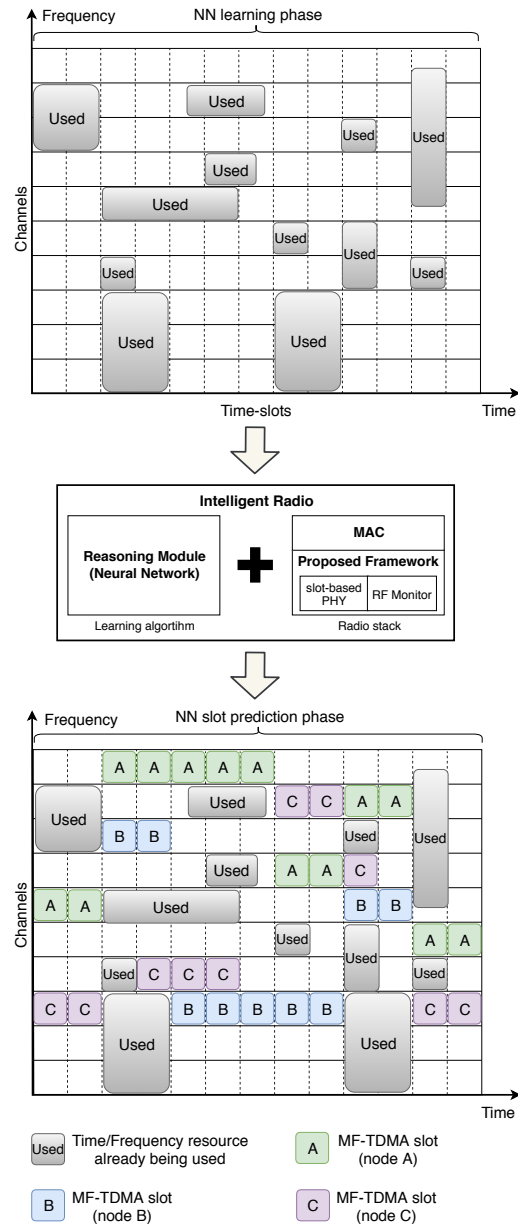 Frequency
NN learning phase
Used
Used
Used
Used
Used
Used
Used
Used
Used
Used
Used
Used
Channels
Time-slots
Time
Intelligent Radio
Reasoning Module
(Neural Network)
Learning algortihm
MAC
Proposed Framework
slot-based
PHY
RF Monitor
Radio stack
Frequency
NN slot prediction phase
A A A A A
Used
Used
C C A A
Used
B B
Used
Used
A A C
A A
Used
B B
Used
Used
A A
Used
C C C
Used
C C
Used
B B B B B
Used
C C
Channels
Time
Used
Time/Frequency resource
already being used
A
MF-TDMA slot
(node A)
B
MF-TDMA slot
(node B)
C
MF-TDMA slot
(node C)